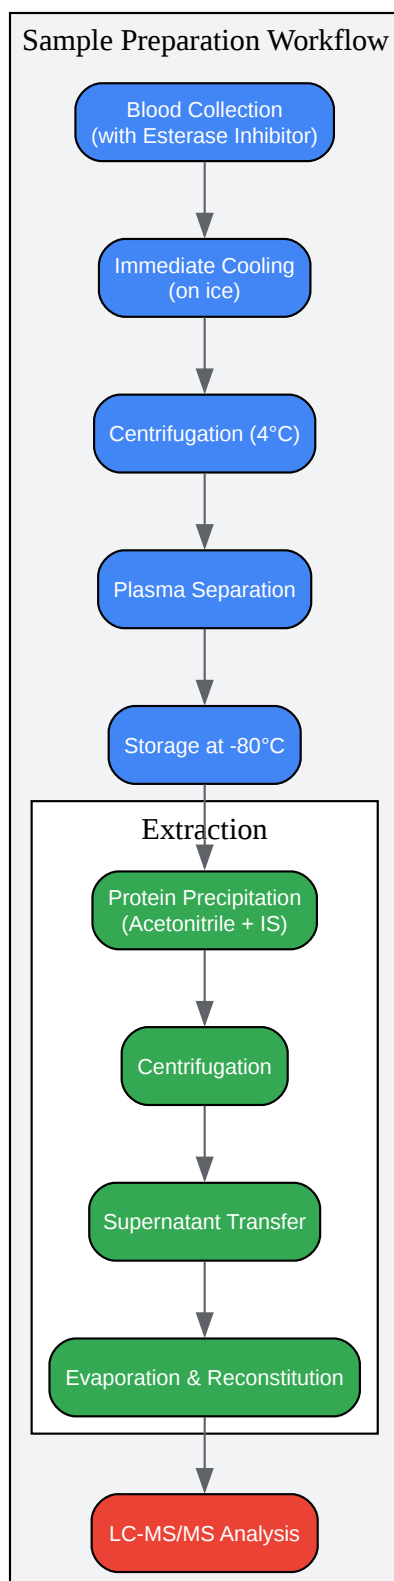 Sample Preparation Workflow
Blood Collection
(with Esterase Inhibitor)
Immediate Cooling
(on ice)
Centrifugation (4°C)
Plasma Separation
Storage at -80°C
Extraction
Protein Precipitation
(Acetonitrile + IS)
Centrifugation
Supernatant Transfer
Evaporation & Reconstitution
LC-MS/MS Analysis